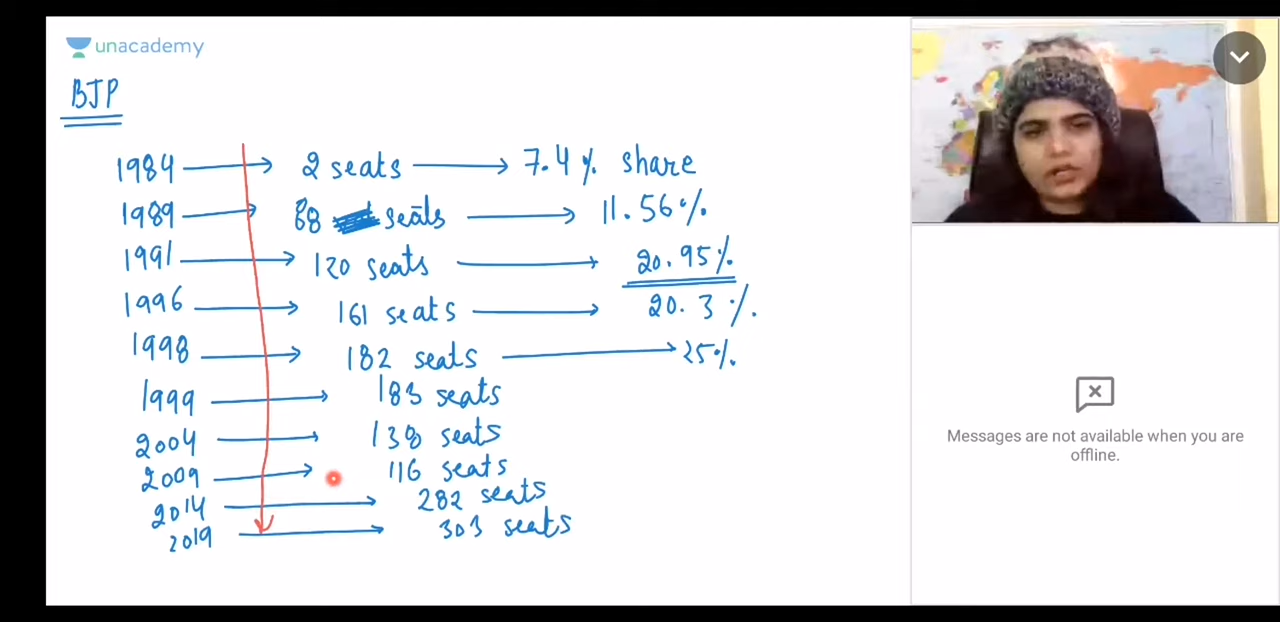 unacademy
BJP
1984 → 2 seats → 7.4% share
1989 → 88 seats → 11.56%
1991 → 120 seats → 20.95%
1996 → 161 seats → 20.3%
1998 → 182 seats → 25%
1999 → 183 seats
2004 → 138 seats
2009 → 116 seats
2014 → 282 seats
2019 → 303 seats
Messages are not available when you are
offline.